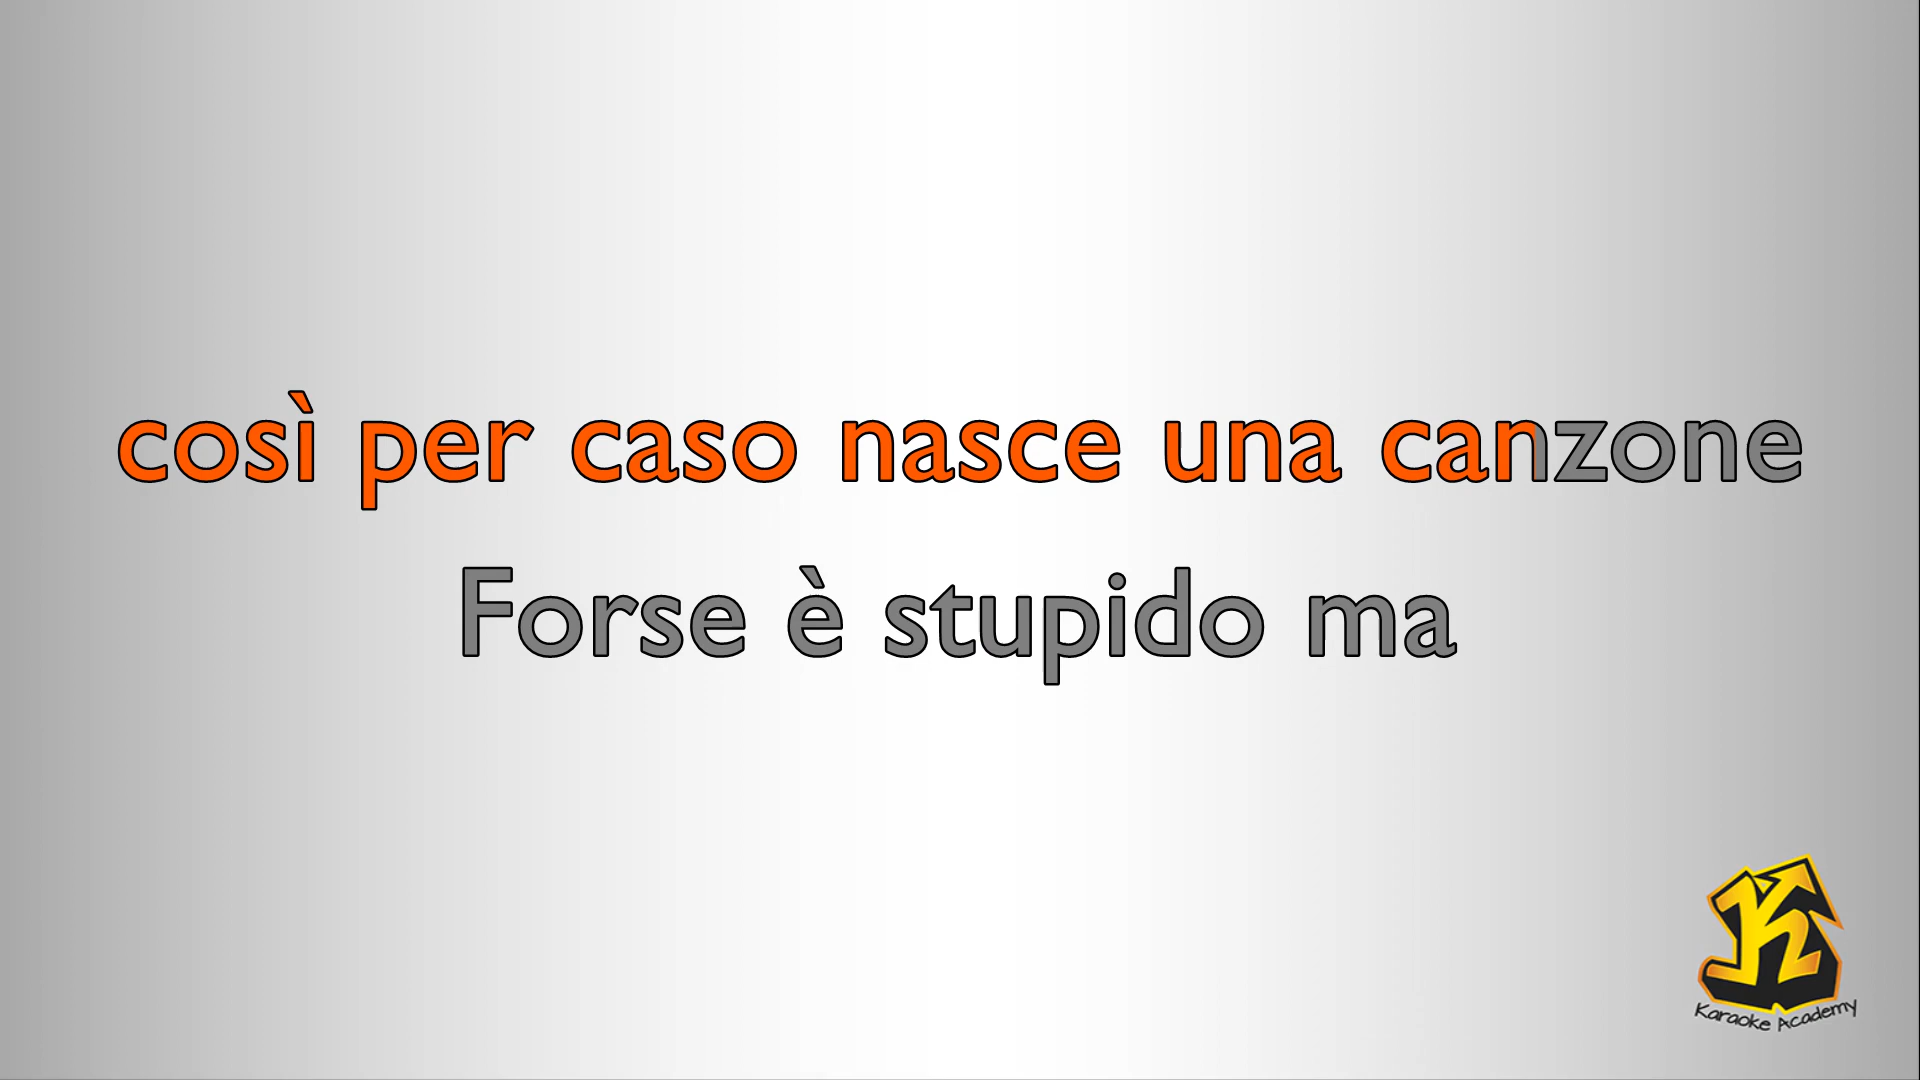 così per caso nasce una canzone
Forse è stupido ma
K
Karaoke Academy